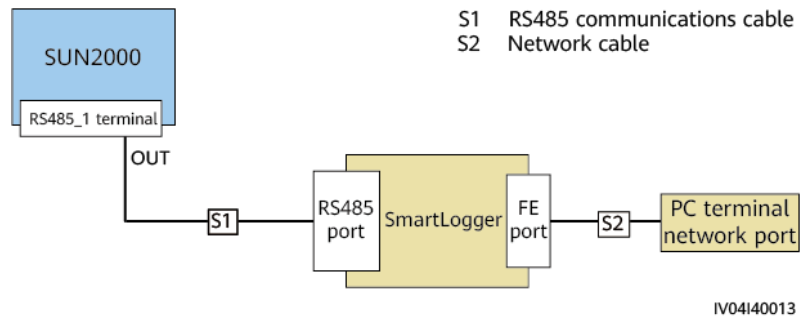 S1 RS485 communications cable
S2 Network cable
SUN2000
RS485_1 terminal
OUT
S1
RS485
port
SmartLogger
FE
port
S2
PC terminal
network port
IV04I40013